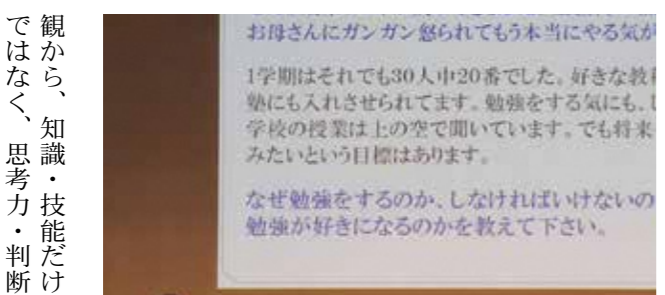 観から、知識・技能だけ
ではなく、思考力・判断
お母さんにガンガン怒られてもう本当にやる気が
1学期はそれでも30人中20番でした。好きな教
塾にも入れさせられてます。勉強をする気にも、
学校の授業は上の空で聞いています。でも将来
みたいという目標はあります。
なぜ勉強をするのか、しなければいけないの
勉強が好きになるのかを教えて下さい。